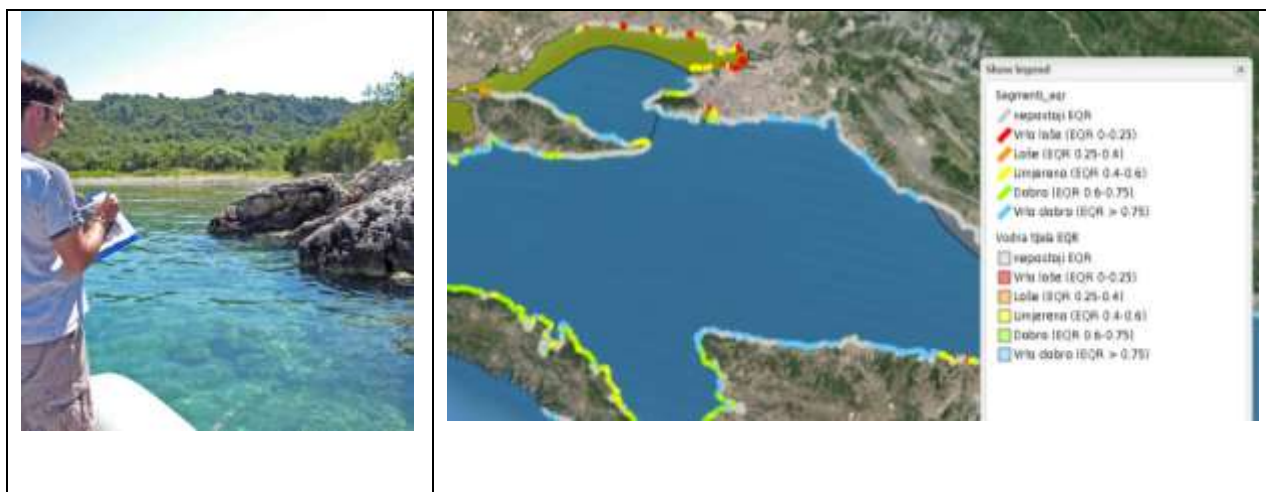 Show legend
Segmenti_eqr
nepostoji EQR
Vrlo loše (EQR 0-0.25)
Loše (EQR 0.25-0.4)
Umjereno (EQR 0.4-0.6)
Dobro (EQR 0.6-0.75)
Vrlo dobro (EQR > 0.75)
Vodna tijela EQR
nepostoji EQR
Vrlo loše (EQR 0-0.25)
Loše (EQR 0.25-0.4)
Umjereno (EQR 0.4-0.6)
Dobro (EQR 0.6-0.75)
Vrlo dobro (EQR > 0.75)